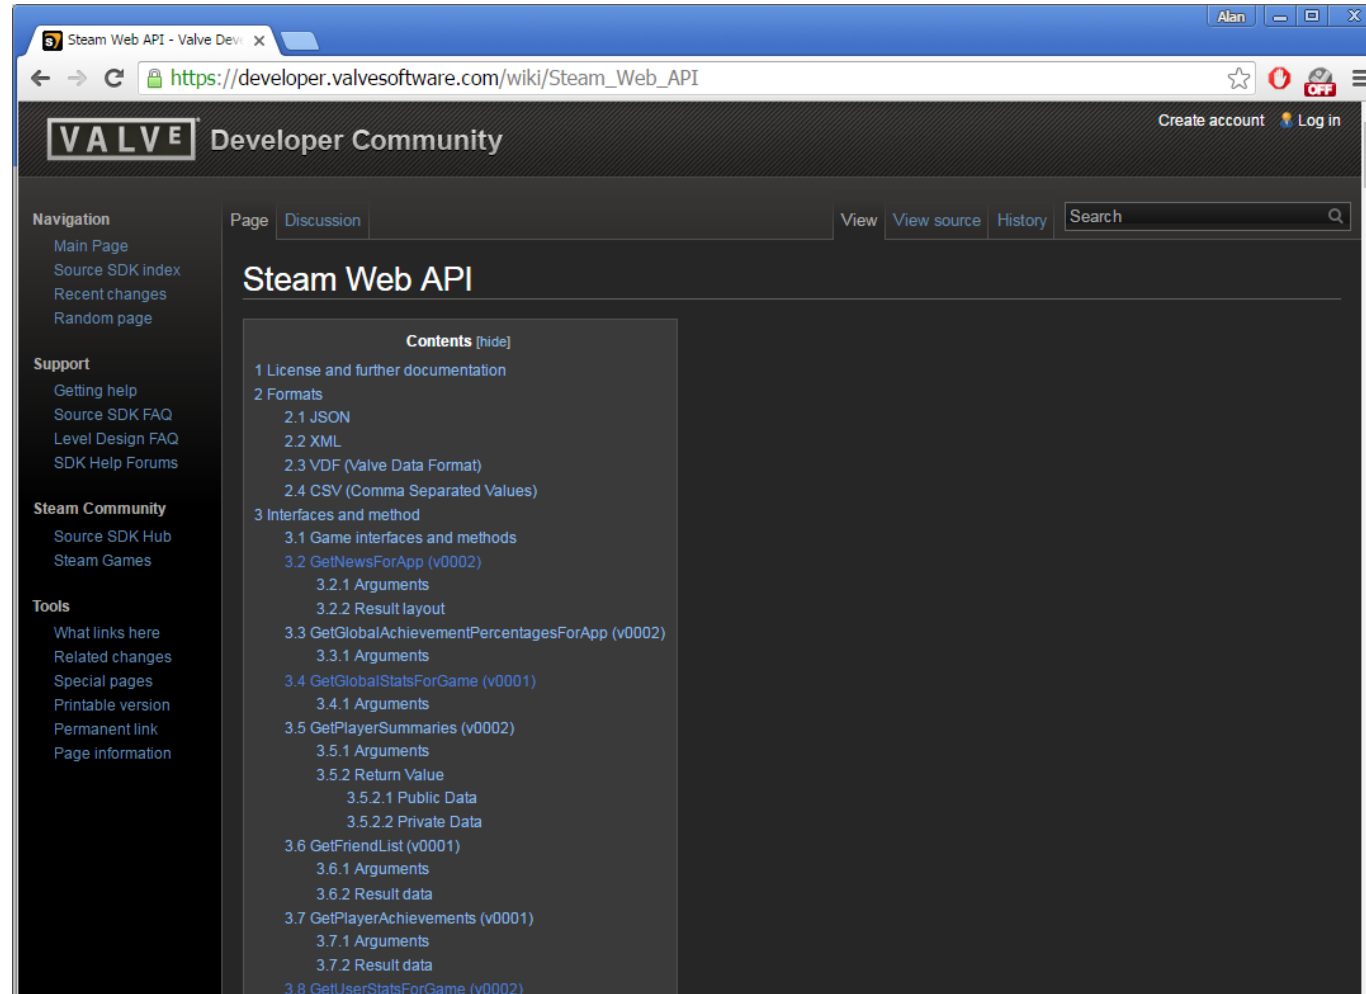 Alan
Steam Web API - Valve Dev
https://developer.valvesoftware.com/wiki/Steam_Web_API
OFF
VALVE Developer Community
Create account Log in
Navigation
Main Page
Source SDK index
Recent changes
Random page
Support
Getting help
Source SDK FAQ
Level Design FAQ
SDK Help Forums
Steam Community
Source SDK Hub
Steam Games
Tools
What links here
Related changes
Special pages
Printable version
Permanent link
Page information
Page Discussion
View View source History Search
Steam Web API
Contents [hide]
1 License and further documentation
2 Formats
2.1 JSON
2.2 XML
2.3 VDF (Valve Data Format)
2.4 CSV (Comma Separated Values)
3 Interfaces and method
3.1 Game interfaces and methods
3.2 GetNewsForApp (v0002)
3.2.1 Arguments
3.2.2 Result layout
3.3 GetGlobalAchievementPercentagesForApp (v0002)
3.3.1 Arguments
3.4 GetGlobalStatsForGame (v0001)
3.4.1 Arguments
3.5 GetPlayerSummaries (v0002)
3.5.1 Arguments
3.5.2 Return Value
3.5.2.1 Public Data
3.5.2.2 Private Data
3.6 GetFriendList (v0001)
3.6.1 Arguments
3.6.2 Result data
3.7 GetPlayerAchievements (v0001)
3.7.1 Arguments
3.7.2 Result data
3.8 GetUserStatsForGame (v0002)